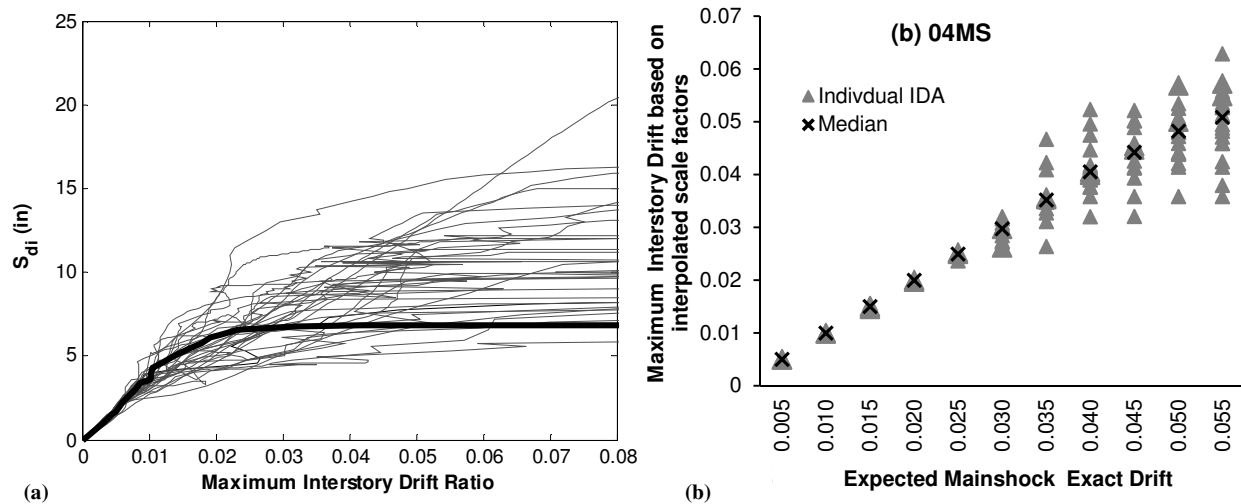 25
20
15
10
5
0
S_di (in)
0 0.01 0.02 0.03 0.04 0.05 0.06 0.07 0.08
Maximum Interstory Drift Ratio
(a)
(b) 04MS
Indivdual IDA
Median
0.07
0.06
0.05
0.04
0.03
0.02
0.01
0
Maximum Interstory Drift based on
interpolated scale factors
0.005 0.010 0.015 0.020 0.025 0.030 0.035 0.040 0.045 0.050 0.055
Expected Mainshock Exact Drift
(b)